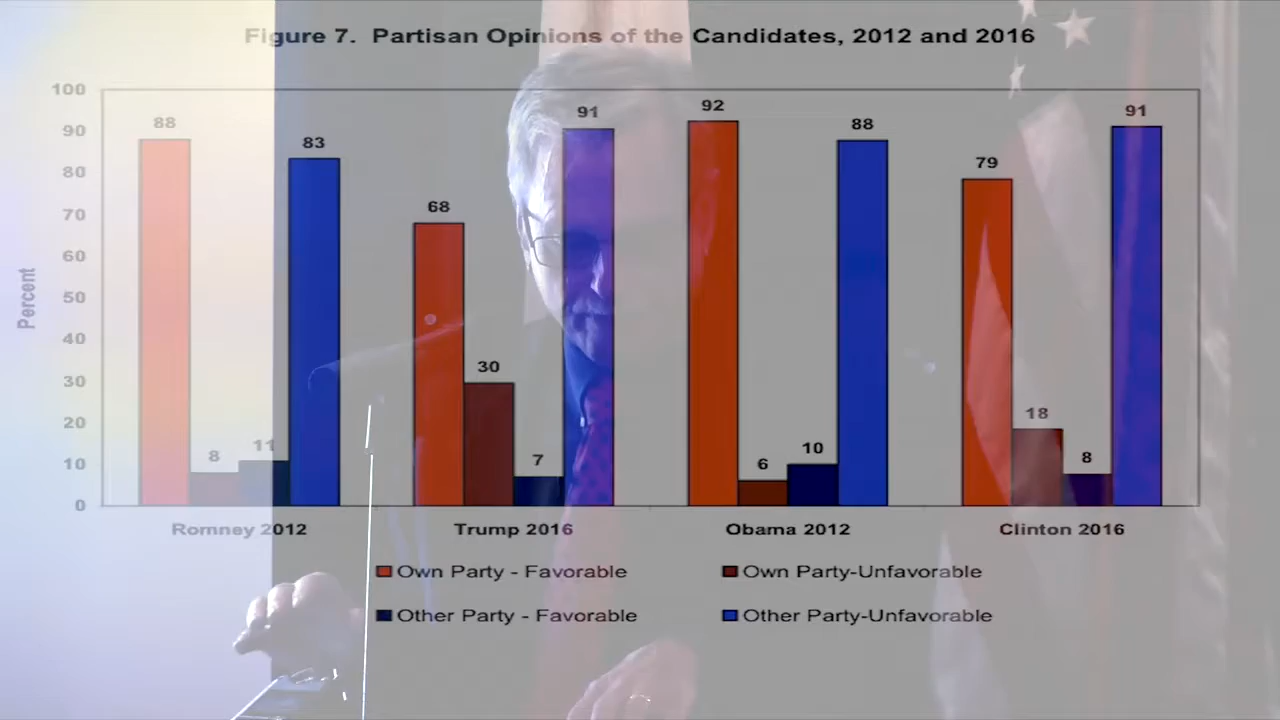 Figure 7. Partisan Opinions of the Candidates, 2012 and 2016
Percent
100
90
80
70
60
50
40
30
20
10
0
88
8
11
83
68
30
7
91
92
6
10
88
79
18
8
91
Romney 2012
Trump 2016
Obama 2012
Clinton 2016
Own Party - Favorable
Own Party-Unfavorable
Other Party - Favorable
Other Party-Unfavorable